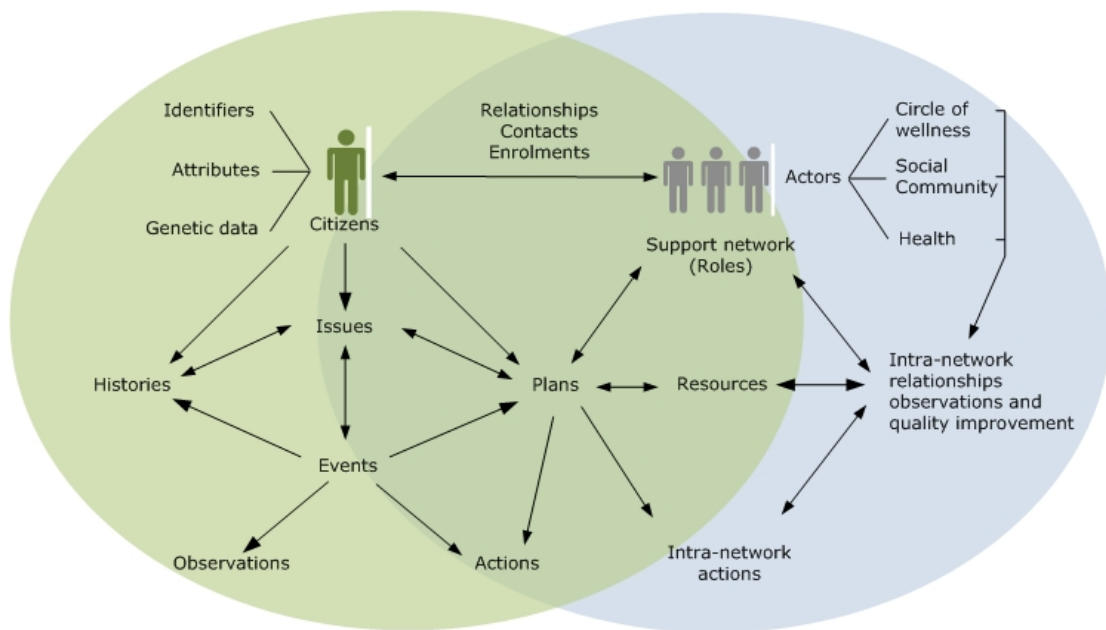 Identifiers
Attributes
Genetic data
Citizens
Relationships
Contacts
Enrolments
Actors
Circle of
wellness
Social
Community
Health
Support network
(Roles)
Issues
Histories
Plans
Resources
Intra-network
relationships
observations and
quality improvement
Events
Observations
Actions
Intra-network
actions